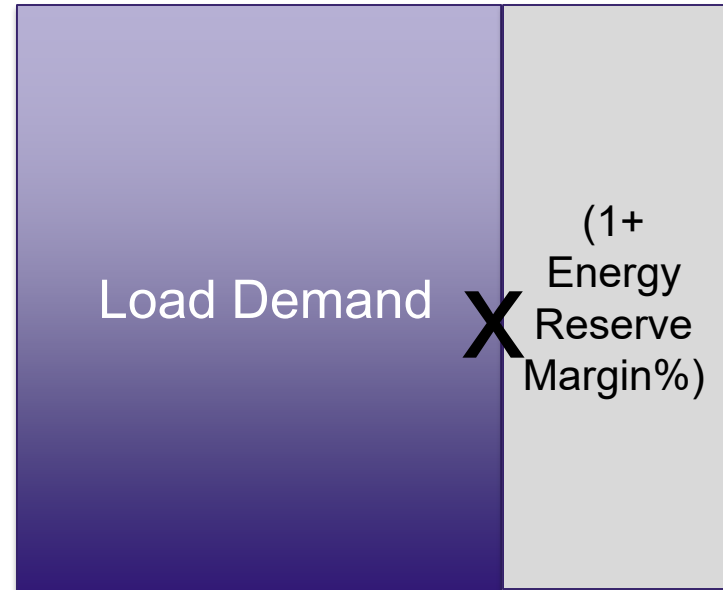 Load Demand
x
(1+
Energy
Reserve
Margin%)